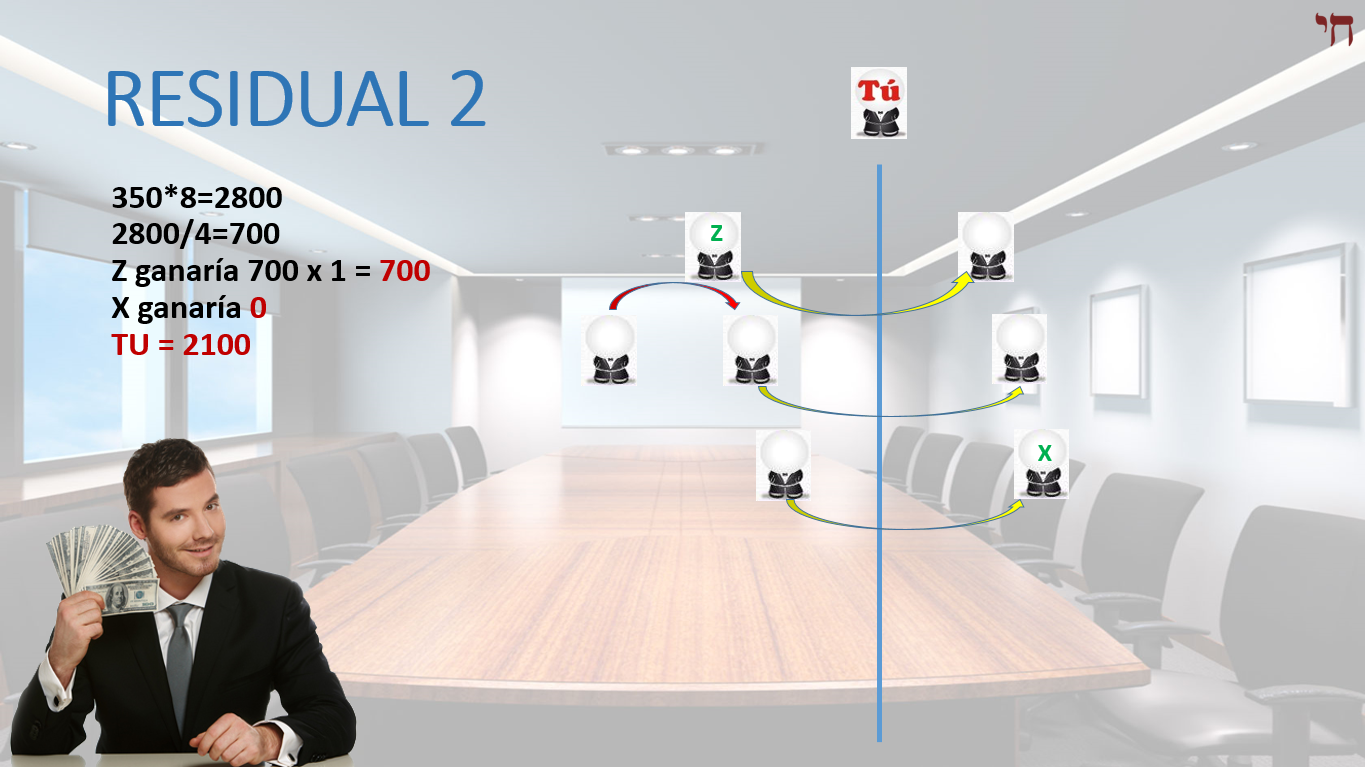 חי
RESIDUAL 2
Tú
350*8=2800
2800/4=700
Z ganaría 700 x 1 = 700
X ganaría 0
TU = 2100
Z
X